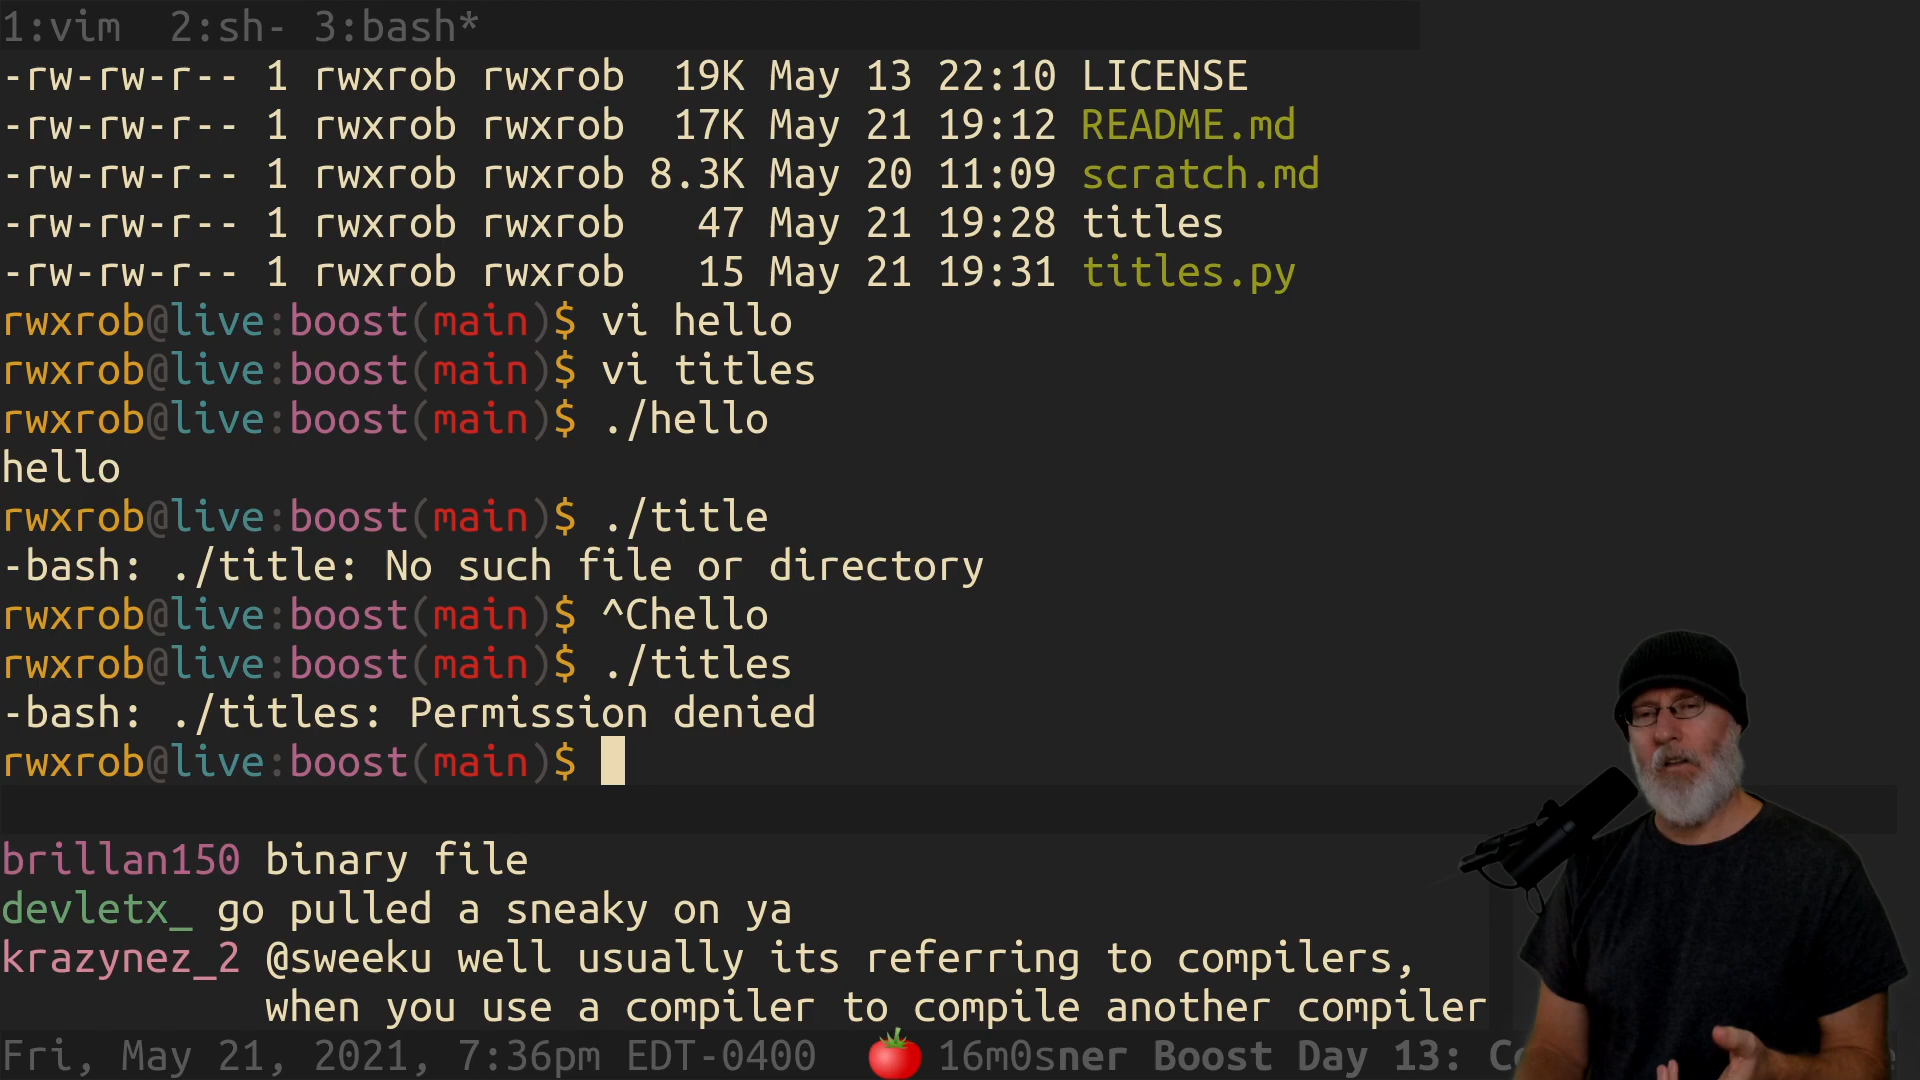 1:vim  2:sh- 3:bash*
-rw-rw-r-- 1 rwxrob rwxrob  19K May 13 22:10 LICENSE
-rw-rw-r-- 1 rwxrob rwxrob  17K May 21 19:12 README.md
-rw-rw-r-- 1 rwxrob rwxrob 8.3K May 20 11:09 scratch.md
-rw-rw-r-- 1 rwxrob rwxrob   47 May 21 19:28 titles
-rw-rw-r-- 1 rwxrob rwxrob   15 May 21 19:31 titles.py
rwxrob@live:boost(main)$ vi hello
rwxrob@live:boost(main)$ vi titles
rwxrob@live:boost(main)$ ./hello
hello
rwxrob@live:boost(main)$ ./title
-bash: ./title: No such file or directory
rwxrob@live:boost(main)$ ^Chello
rwxrob@live:boost(main)$ ./titles
-bash: ./titles: Permission denied
rwxrob@live:boost(main)$
brillan150 binary file
devletx_ go pulled a sneaky on ya
krazynez_2 @sweeku well usually its referring to compilers,
when you use a compiler to compile another compiler
Fri, May 21, 2021, 7:36pm EDT-0400 16m0sner Boost Day 13: